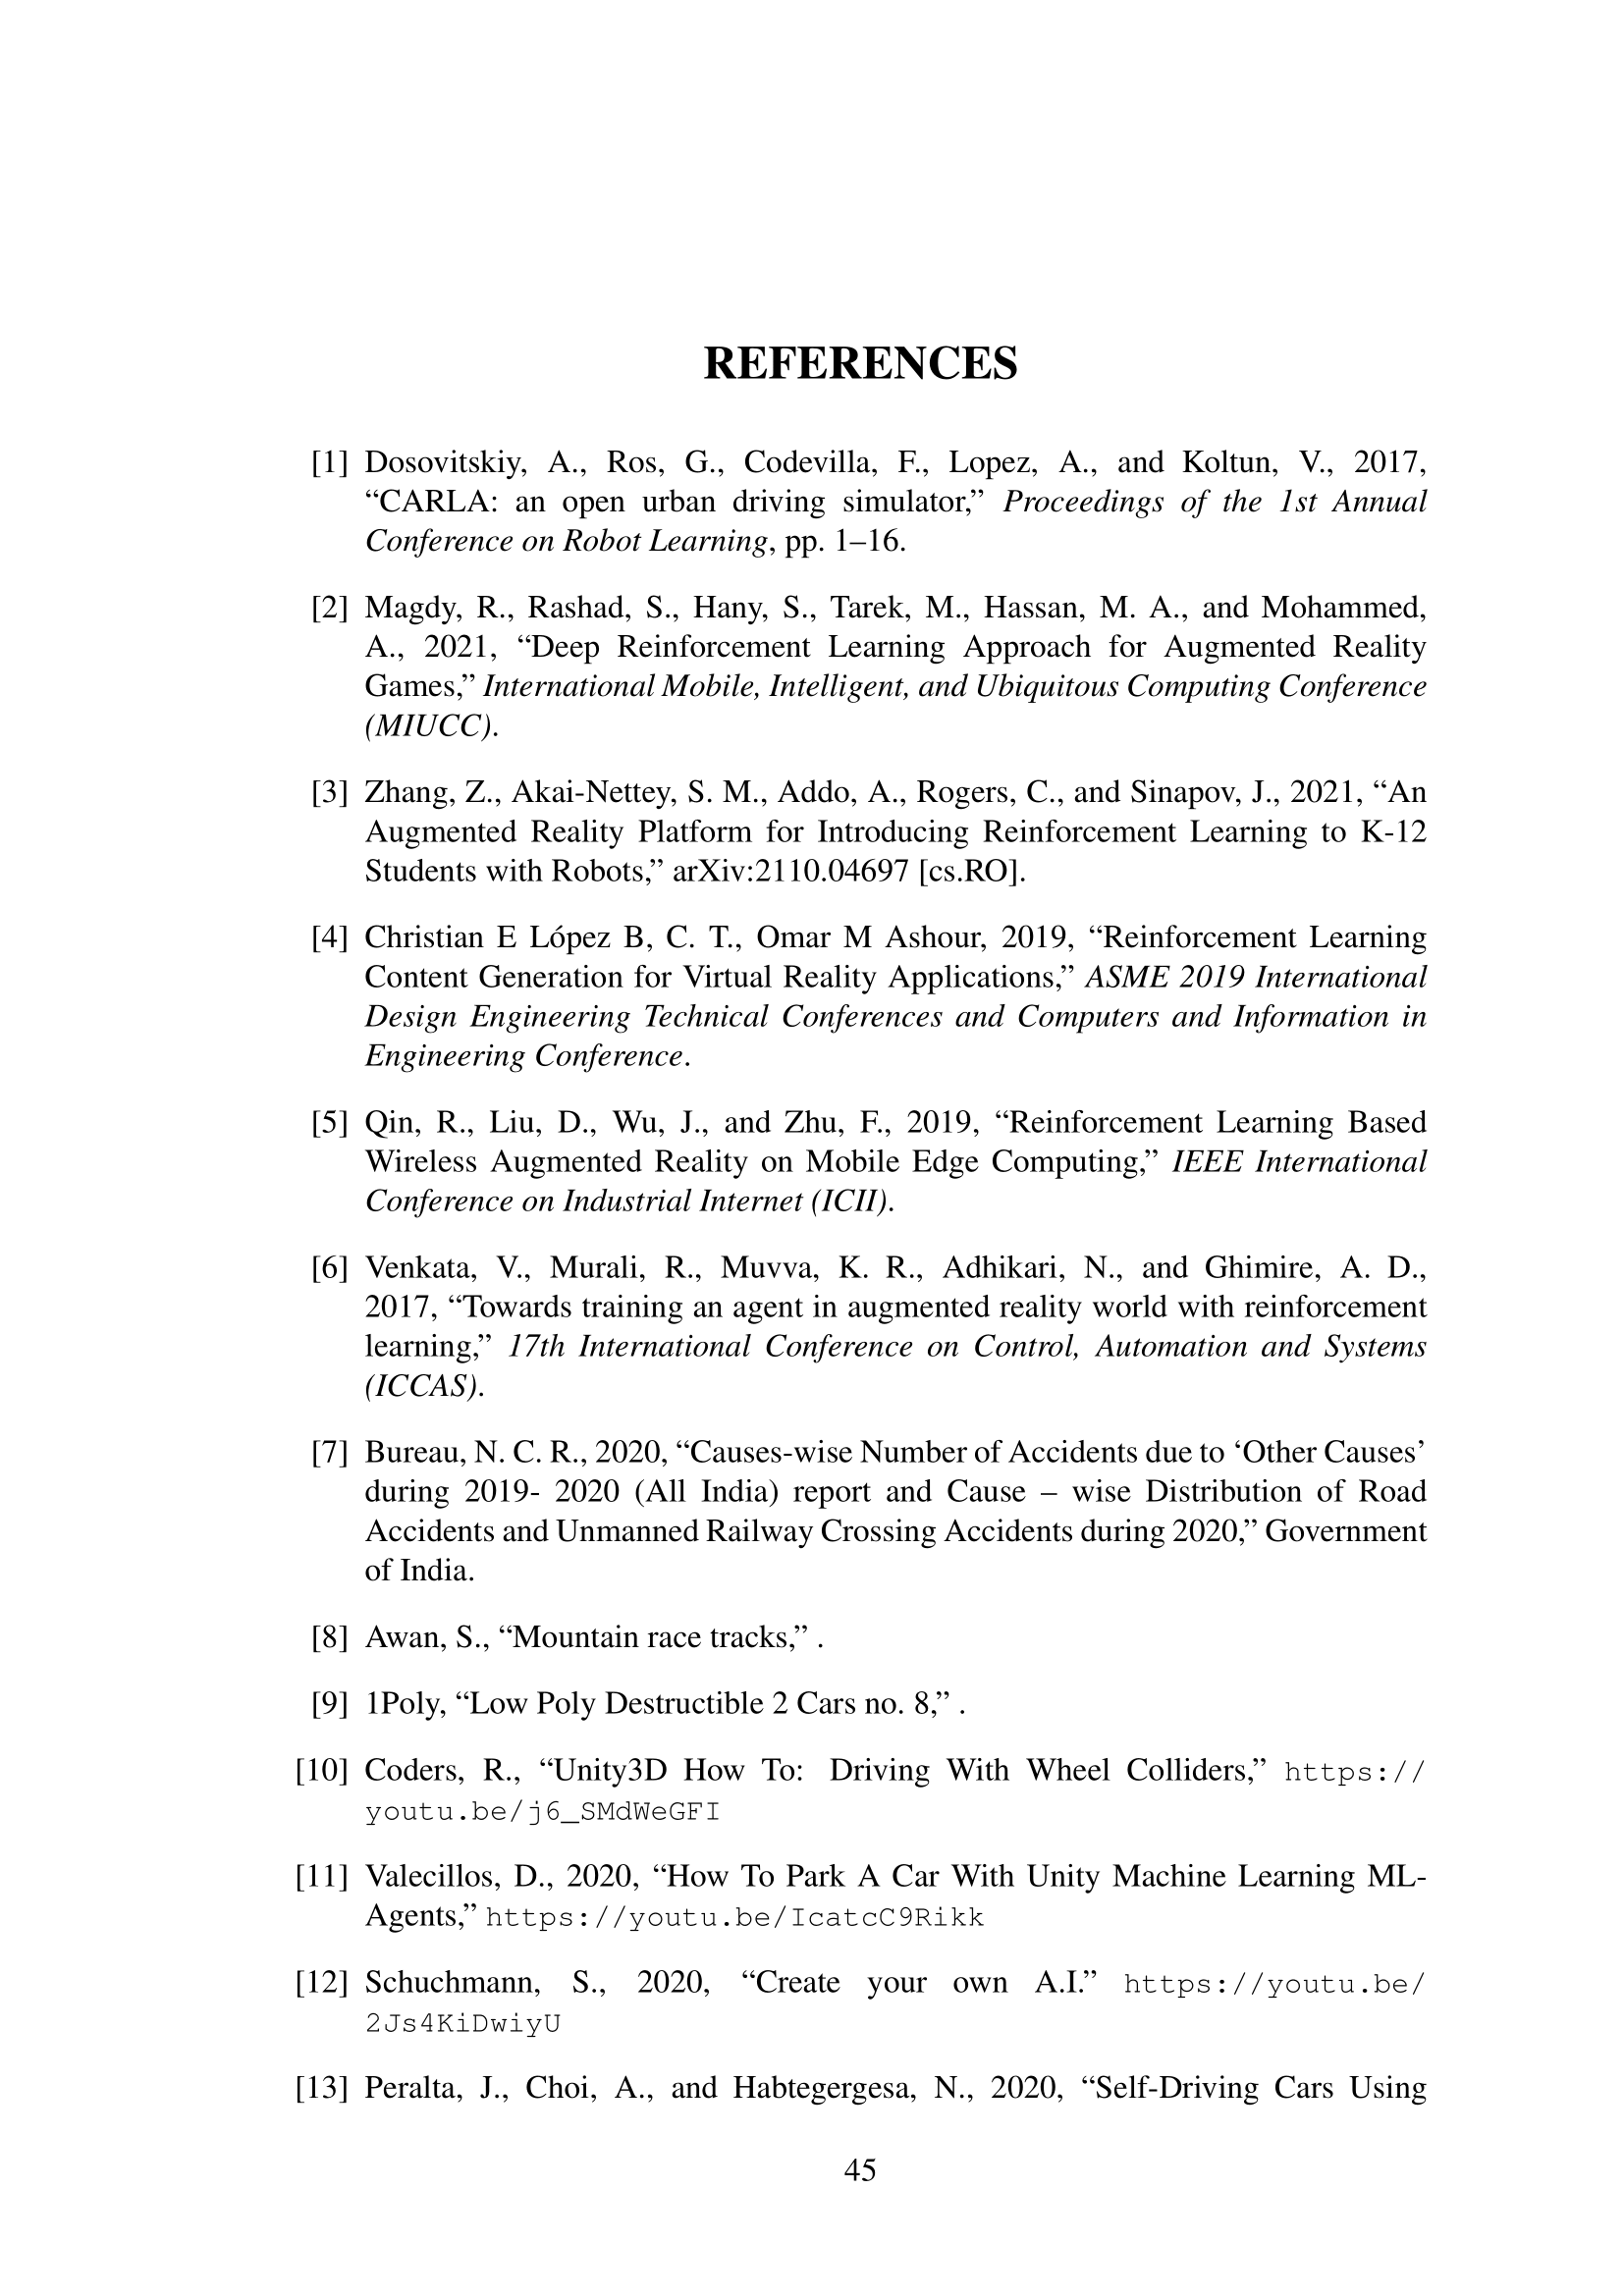 REFERENCES
[1] Dosovitskiy, A., Ros, G., Codevilla, F., Lopez, A., and Koltun, V., 2017,
“CARLA: an open urban driving simulator,” Proceedings of the 1st Annual
Conference on Robot Learning, pp. 1–16.
[2] Magdy, R., Rashad, S., Hany, S., Tarek, M., Hassan, M. A., and Mohammed,
A., 2021, “Deep Reinforcement Learning Approach for Augmented Reality
Games,” International Mobile, Intelligent, and Ubiquitous Computing Conference
(MIUCC).
[3] Zhang, Z., Akai-Nettey, S. M., Addo, A., Rogers, C., and Sinapov, J., 2021, “An
Augmented Reality Platform for Introducing Reinforcement Learning to K-12
Students with Robots,” arXiv:2110.04697 [cs.RO].
[4] Christian E López B, C. T., Omar M Ashour, 2019, “Reinforcement Learning
Content Generation for Virtual Reality Applications,” ASME 2019 International
Design Engineering Technical Conferences and Computers and Information in
Engineering Conference.
[5] Qin, R., Liu, D., Wu, J., and Zhu, F., 2019, “Reinforcement Learning Based
Wireless Augmented Reality on Mobile Edge Computing,” IEEE International
Conference on Industrial Internet (ICII).
[6] Venkata, V., Murali, R., Muvva, K. R., Adhikari, N., and Ghimire, A. D.,
2017, “Towards training an agent in augmented reality world with reinforcement
learning,” 17th International Conference on Control, Automation and Systems
(ICCAS).
[7] Bureau, N. C. R., 2020, “Causes-wise Number of Accidents due to ‘Other Causes’
during 2019- 2020 (All India) report and Cause – wise Distribution of Road
Accidents and Unmanned Railway Crossing Accidents during 2020,” Government
of India.
[8] Awan, S., “Mountain race tracks,” .
[9] 1Poly, “Low Poly Destructible 2 Cars no. 8,” .
[10] Coders, R., “Unity3D How To: Driving With Wheel Colliders,” https://
youtu.be/j6_SMdWeGFI
[11] Valecillos, D., 2020, “How To Park A Car With Unity Machine Learning ML-
Agents,” https://youtu.be/IcatcC9Rikk
[12] Schuchmann, S., 2020, “Create your own A.I.” https://youtu.be/
2Js4KiDwiyU
[13] Peralta, J., Choi, A., and Habtegergesa, N., 2020, “Self-Driving Cars Using
45